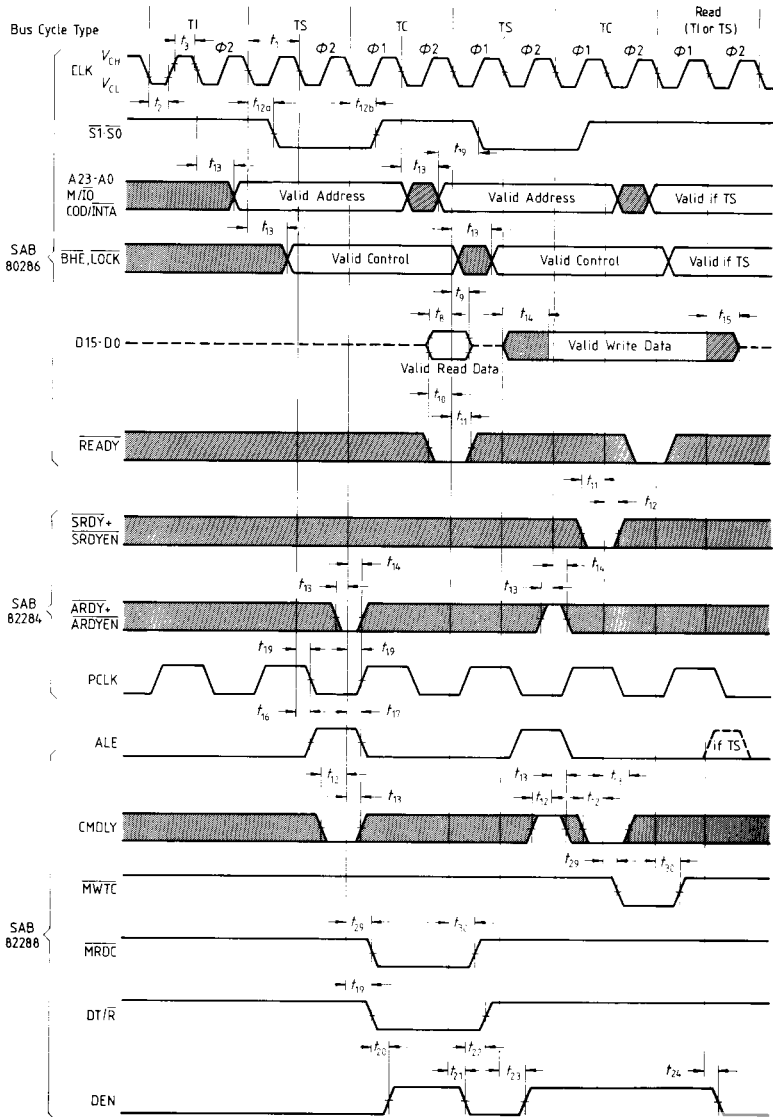 Bus Cycle Type
TI TS TC TS TC Read
(TI or TS)
Φ2 Φ2 Φ1 Φ2 Φ1 Φ2 Φ1 Φ2 Φ1 Φ2
t3 t1
CLK VCH
VCL
t2 t12a t12b
S1·S0
t19
t13 t13
A23-A0
M/IO
COD/INTA
Valid Address Valid Address Valid if TS
t13 t13
SAB
80286
BHE, LOCK Valid Control Valid Control Valid if TS
t9
t8 t14 t15
D15-D0 Valid Write Data
Valid Read Data
t10
t11
READY
t11
t12
SRDY+
SRDYEN
t14 t14
t13 t13
SAB
82284
ARDY+
ARDYEN
t19 t19
PCLK
t16 t17
ALE if TS
t12 t13
t13 t12
CMDLY
t29 t30
MWTC
SAB
82288
t29 t30
MRDC
t19
DT/R
t20 t22
t21 t23 t24
DEN